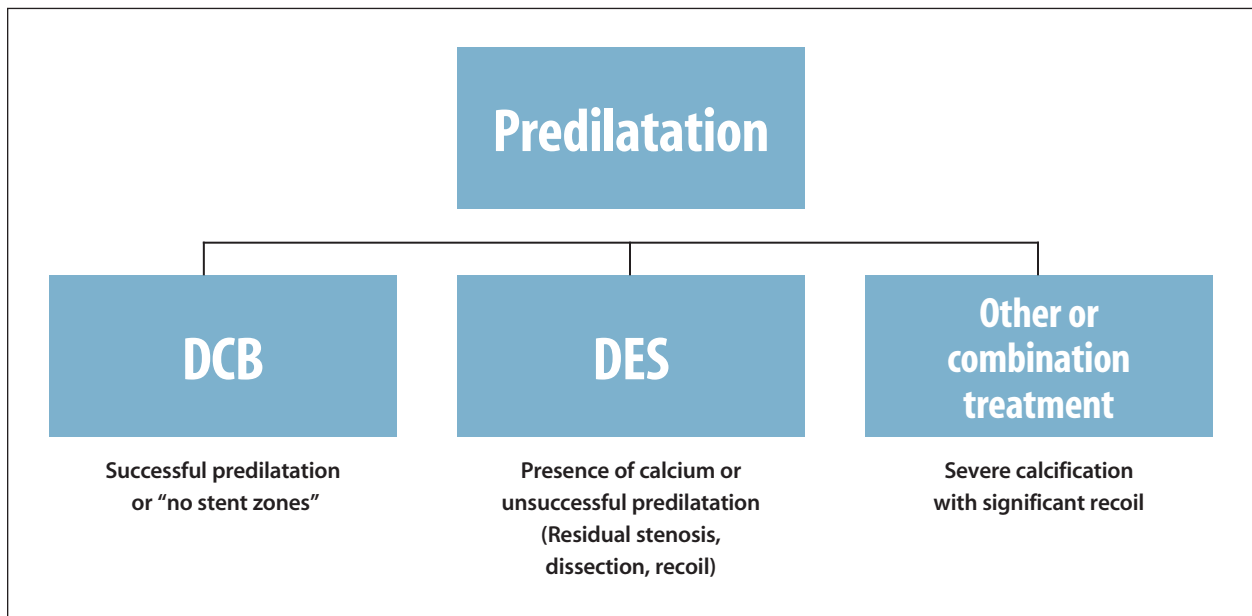 Predilatation
DCB
DES
Other or
combination
treatment
Successful predilatation
or “no stent zones”
Presence of calcium or
unsuccessful predilatation
(Residual stenosis,
dissection, recoil)
Severe calcification
with significant recoil